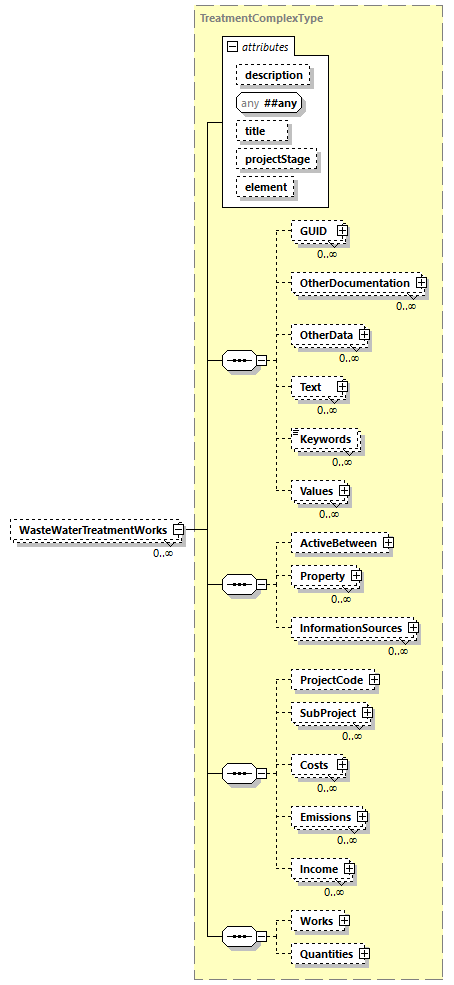 TreatmentComplexType
attributes
description
any ##any
title
projectStage
element
GUID
0..∞
OtherDocumentation
0..∞
OtherData
0..∞
Text
0..∞
Keywords
0..∞
Values
0..∞
WasteWaterTreatmentWorks
0..∞
ActiveBetween
Property
0..∞
InformationSources
0..∞
ProjectCode
SubProject
0..∞
Costs
0..∞
Emissions
0..∞
Income
0..∞
Works
Quantities